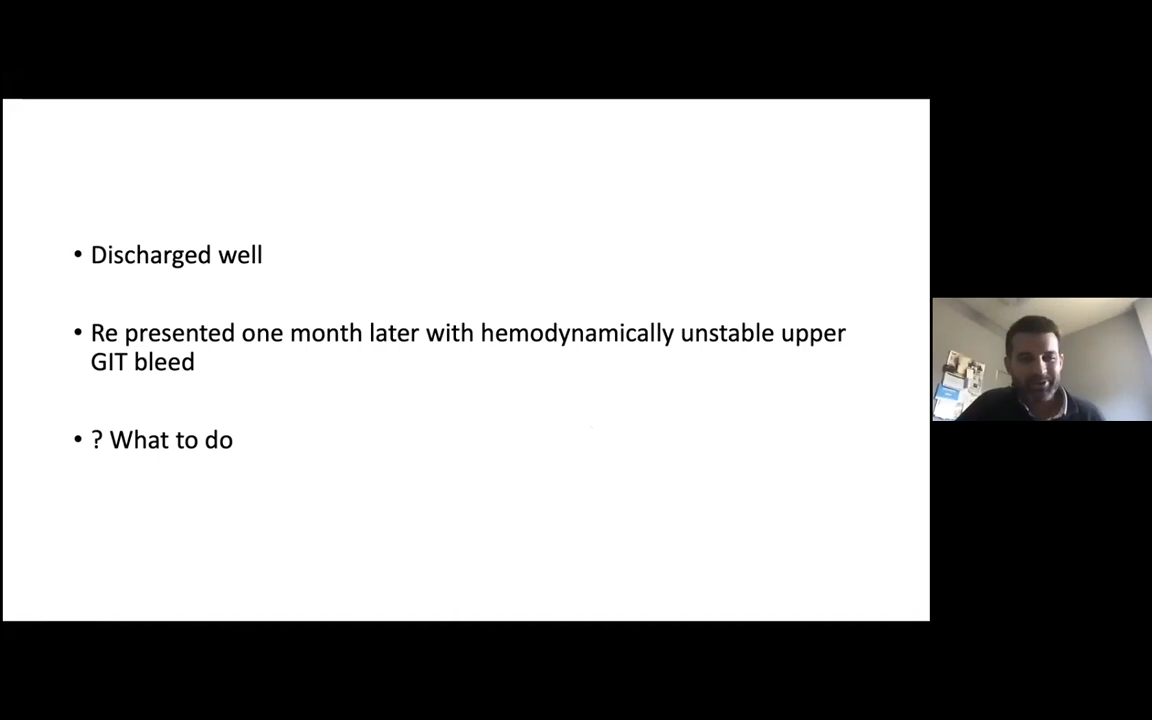 • Discharged well
• Re presented one month later with hemodynamically unstable upper
GIT bleed
• ? What to do